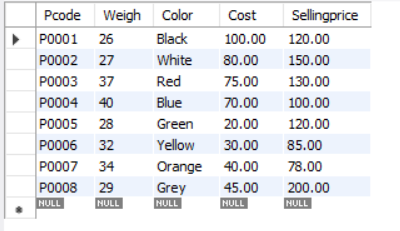 Pcode Weigh Color Cost Sellingprice
P0001 26 Black 100.00 120.00
P0002 27 White 80.00 150.00
P0003 37 Red 75.00 130.00
P0004 40 Blue 70.00 100.00
P0005 28 Green 20.00 120.00
P0006 32 Yellow 30.00 85.00
P0007 34 Orange 40.00 78.00
P0008 29 Grey 45.00 200.00
NULL NULL NULL NULL NULL